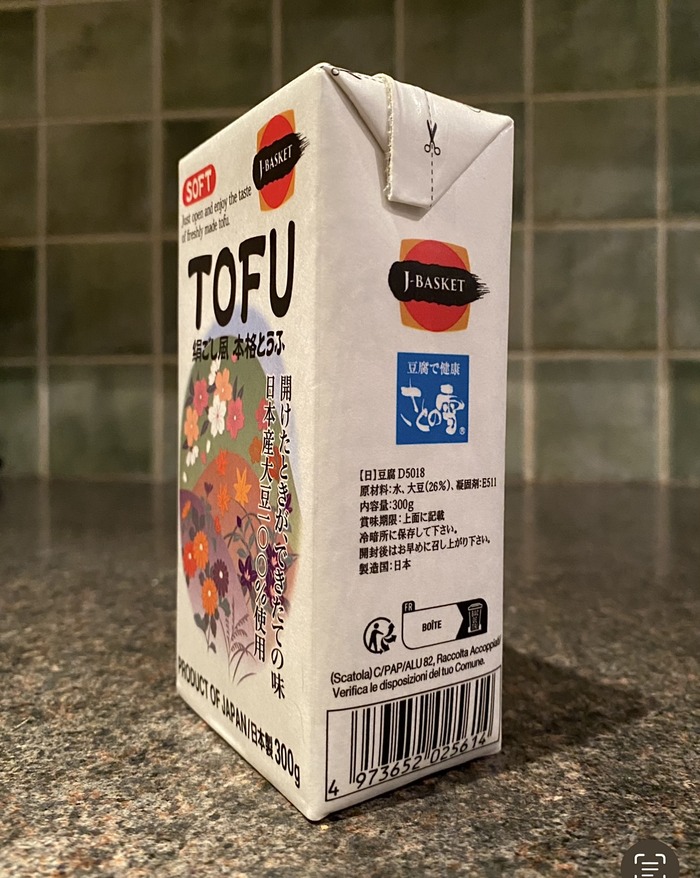 SOFT
J-BASKET
Just open and enjoy the taste
of freshly made tofu.
TOFU
絹ごし風 本格とうふ
開けたときが、できたての味
日本産大豆一〇〇%使用
PRODUCT OF JAPAN/日本製 300g
J-BASKET
豆腐で健康
さとの雪®
【日】豆腐 D5018
原材料:水、大豆(26%)、凝固剤:E511
内容量:300g
賞味期限:上面に記載
冷暗所に保存して下さい。
開封後はお早めに召し上がり下さい。
製造国:日本
FR
BOÎTE
BAC DE TRI
(Scatola) C/PAP/ALU 82, Raccolta Accoppiati
Verifica le disposizioni del tuo Comune.
4 973652 025614